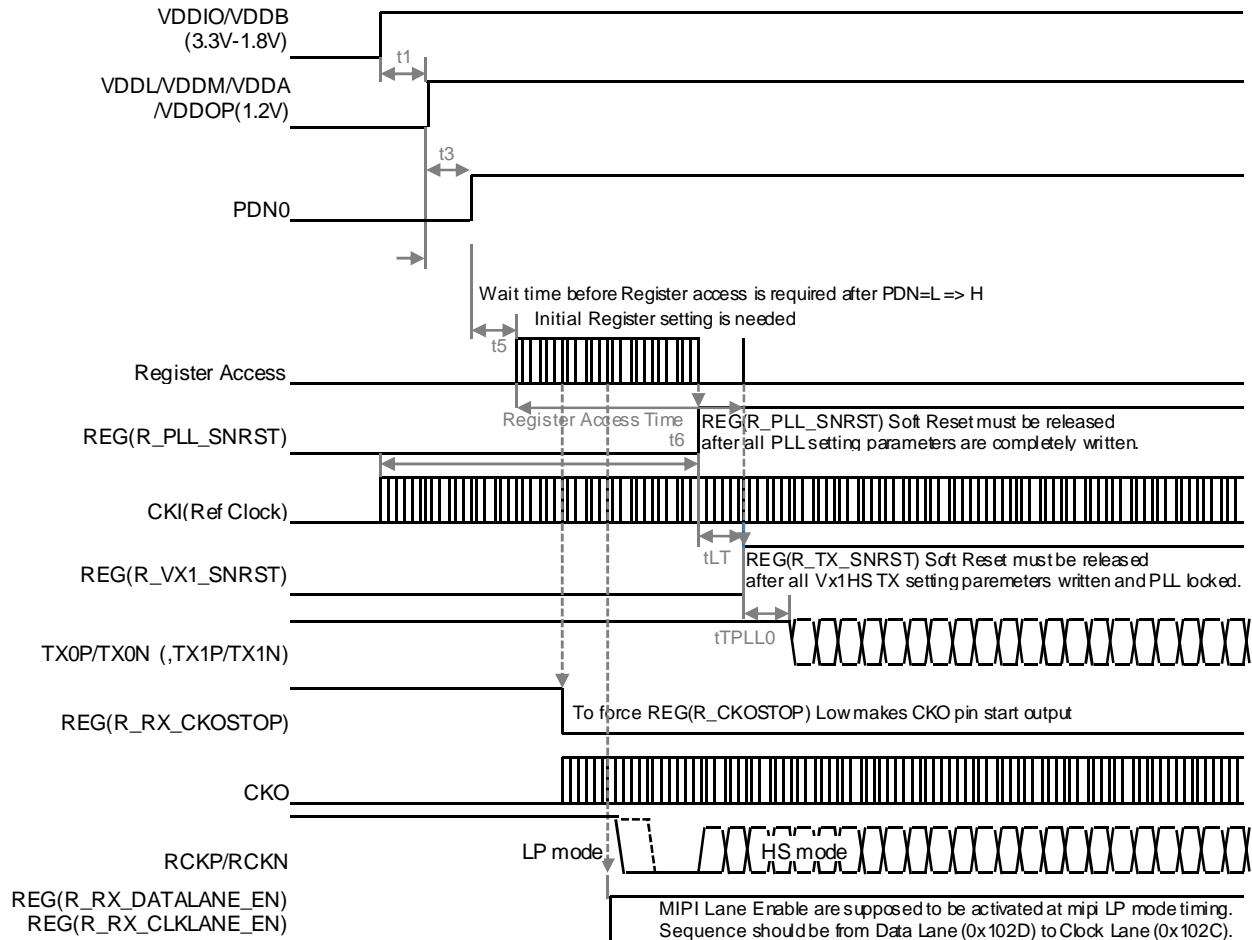 VDDIO/VDDB
(3.3V-1.8V)
t1
VDDL/VDDM/VDDA
/VDDOP(1.2V)
t3
PDN0
Wait time before Register access is required after PDN=L => H
Initial Register setting is needed
t5
Register Access
Register Access Time
REG(R_PLL_SNRST)
t6
REG(R_PLL_SNRST) Soft Reset must be released
after all PLL setting parameters are completely written.
CKI(Ref Clock)
tLT
REG(R_VX1_SNRST)
REG(R_TX_SNRST) Soft Reset must be released
after all Vx1HS TX setting paremeters written and PLL locked.
tTPLL0
TX0P/TX0N (,TX1P/TX1N)
REG(R_RX_CKOSTOP)
To force REG(R_CKOSTOP) Low makes CKO pin start output
CKO
RCKP/RCKN
LP mode
HS mode
REG(R_RX_DATALANE_EN)
REG(R_RX_CLKLANE_EN)
MIPI Lane Enable are supposed to be activated at mipi LP mode timing.
Sequence should be from Data Lane (0x102D) to Clock Lane (0x102C).